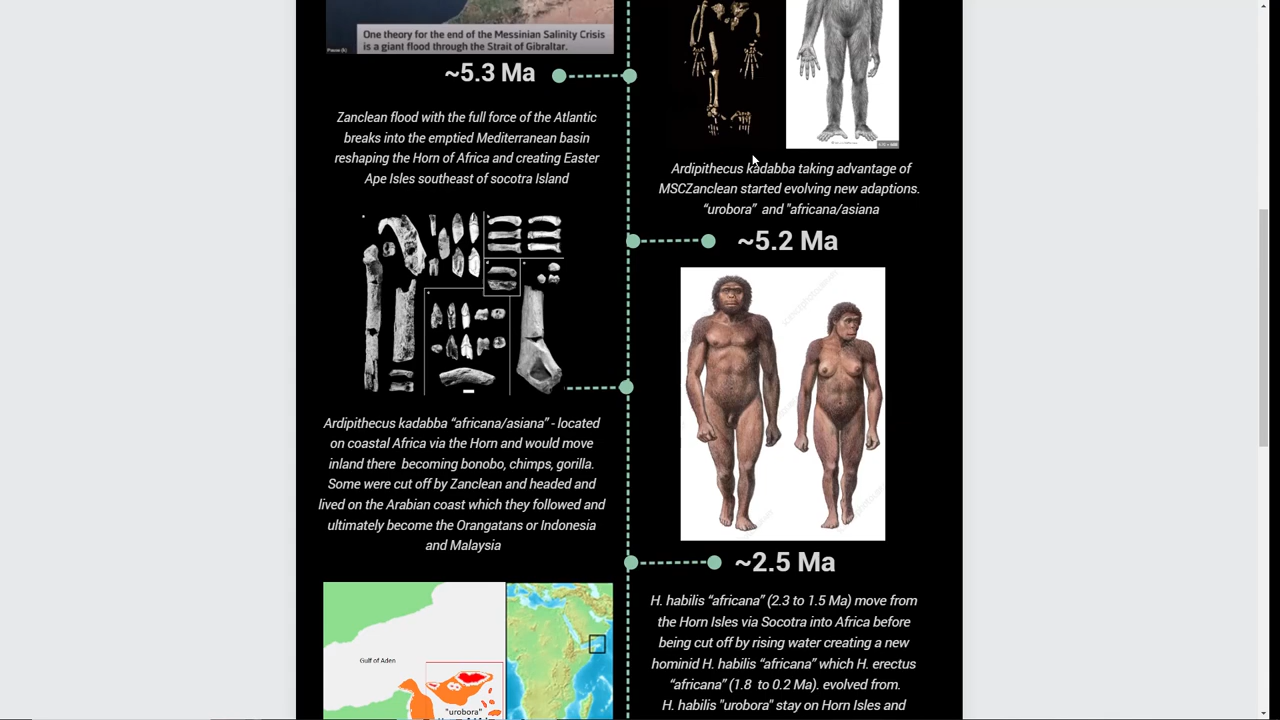 One theory for the end of the Messinian Salinity Crisis
is a giant flood through the Strait of Gibraltar.
~5.3 Ma
Zanclean flood with the full force of the Atlantic
breaks into the emptied Mediterranean basin
reshaping the Horn of Africa and creating Easter
Ape Isles southeast of socotra Island
Ardipithecus kadabba taking advantage of
MSCZanclean started evolving new adaptions.
“urobora”  and "africana/asiana
~5.2 Ma
Ardipithecus kadabba “africana/asiana” - located
on coastal Africa via the Horn and would move
inland there  becoming bonobo, chimps, gorilla.
Some were cut off by Zanclean and headed and
lived on the Arabian coast which they followed and
ultimately become the Orangatans or Indonesia
and Malaysia
~2.5 Ma
H. habilis “africana” (2.3 to 1.5 Ma) move from
the Horn Isles via Socotra into Africa before
being cut off by rising water creating a new
hominid H. habilis “africana” which H. erectus
“africana” (1.8  to 0.2 Ma). evolved from.
H. habilis "urobora" stay on Horn Isles and
Gulf of Aden
"urobora"